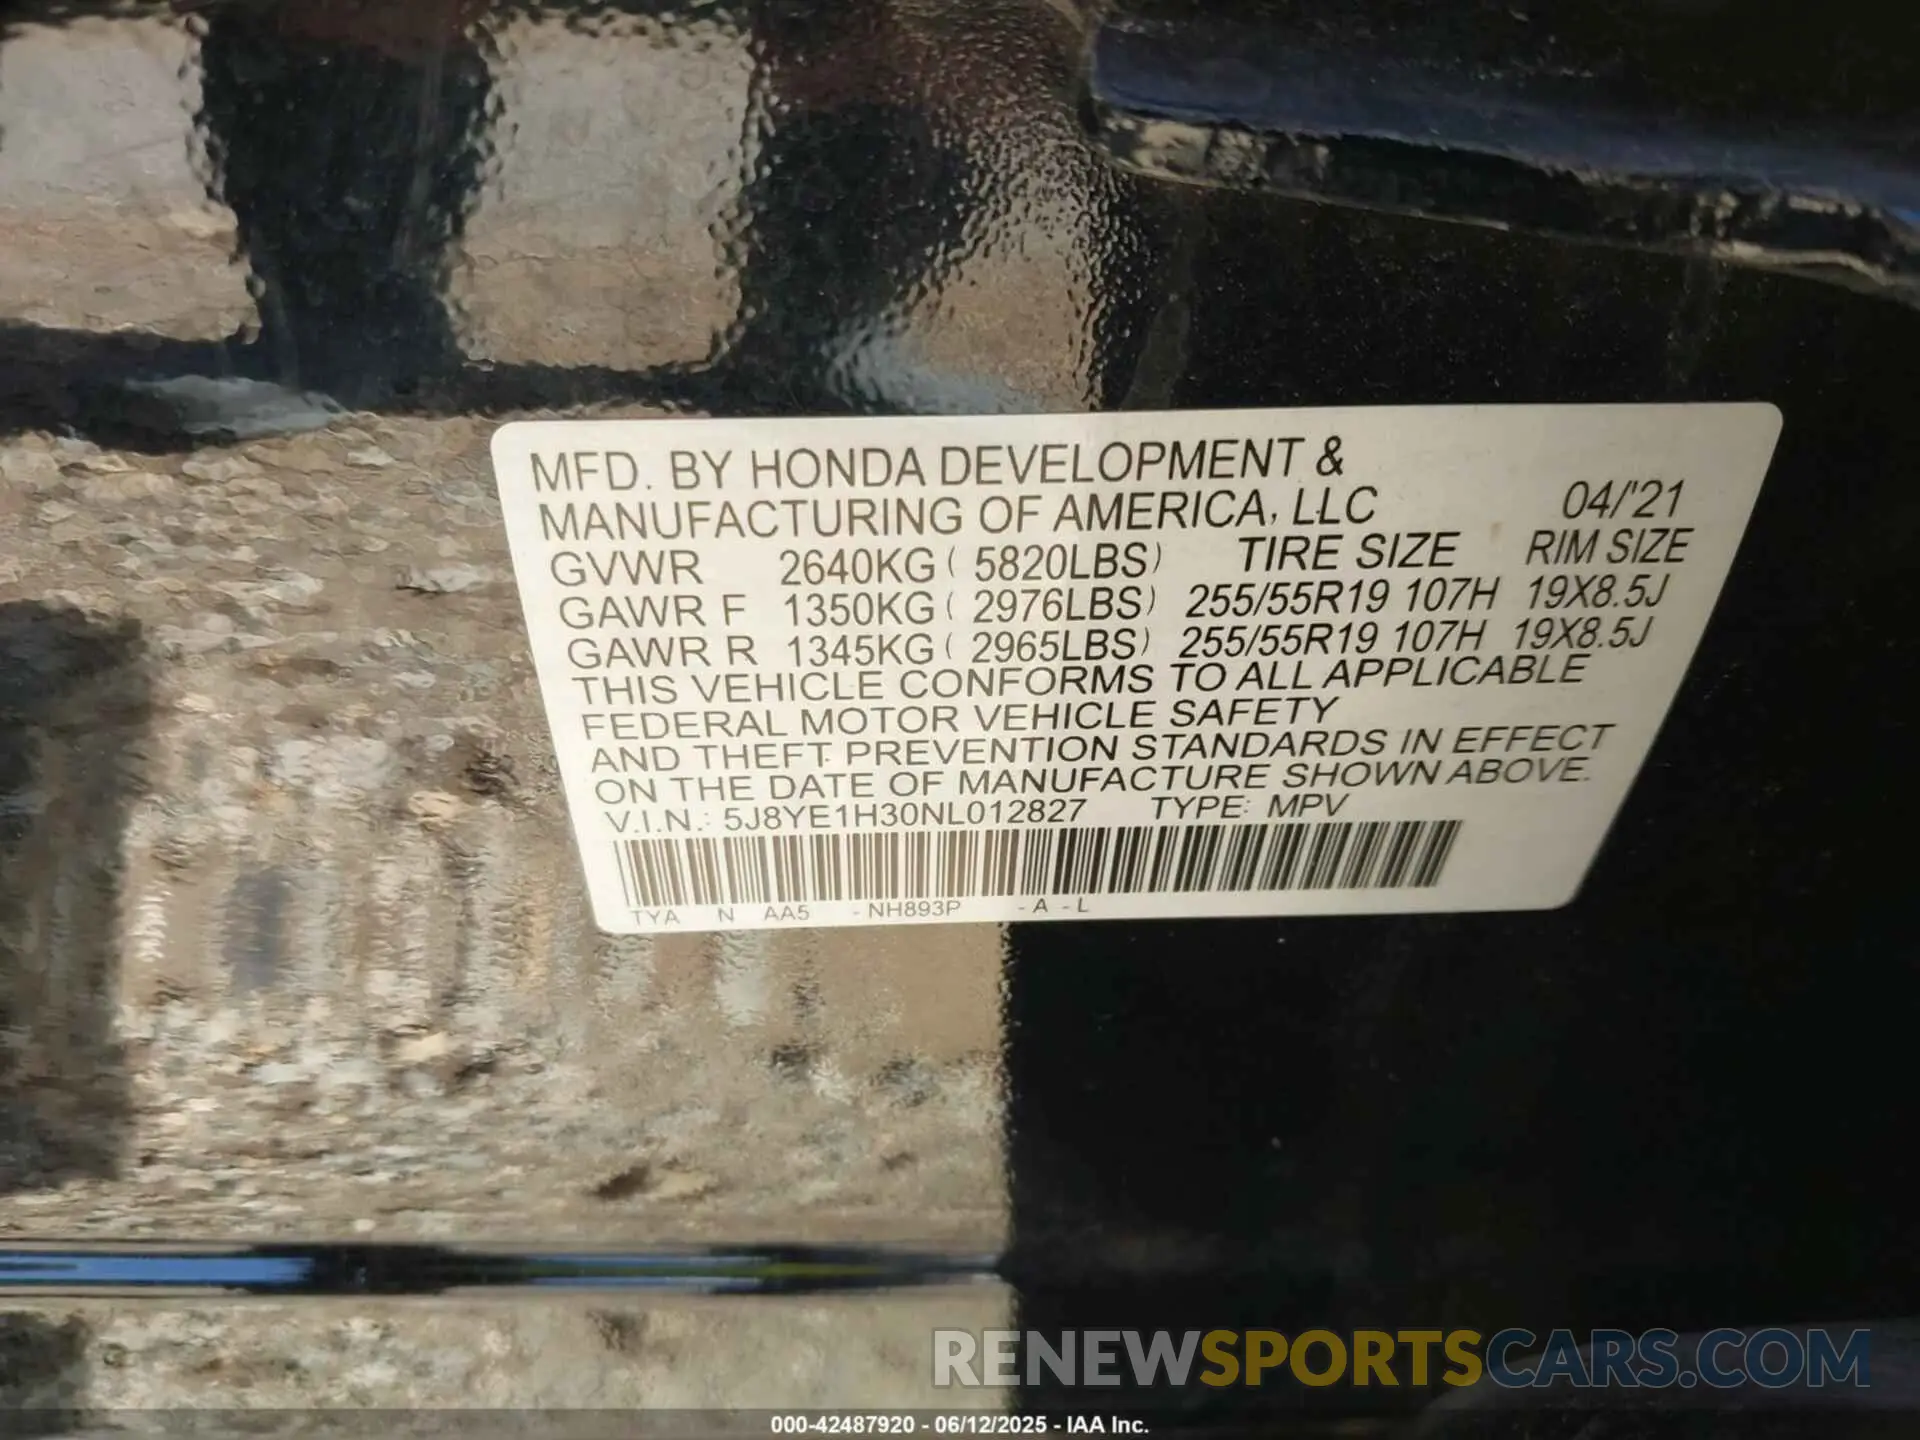 MFD. BY HONDA DEVELOPMENT &
MANUFACTURING OF AMERICA, LLC 04/'21
GVWR 2640KG ( 5820LBS) TIRE SIZE RIM SIZE
GAWR F 1350KG ( 2976LBS) 255/55R19 107H 19X8.5J
GAWR R 1345KG ( 2965LBS) 255/55R19 107H 19X8.5J
THIS VEHICLE CONFORMS TO ALL APPLICABLE
FEDERAL MOTOR VEHICLE SAFETY
AND THEFT PREVENTION STANDARDS IN EFFECT
ON THE DATE OF MANUFACTURE SHOWN ABOVE.
V.I.N.: 5J8YE1H30NL012827 TYPE: MPV
TYA N AA5 - NH893P - A - L
RENEWSPORTSCARS.COM
000-42487920 - 06/12/2025 - IAA Inc.